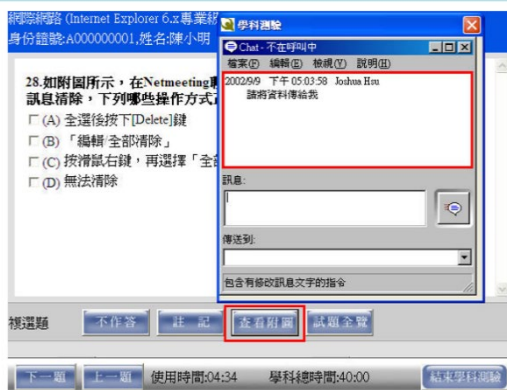 網際網路 (Internet Explorer 6.x專業級
身份證號:A000000001,姓名:陳小明
28.如附圖所示，在Netmeeting
訊息清除，下列哪些操作方式
(A) 全選後按下[Delete]鍵
(B) 「編輯/全部清除」
(C) 按滑鼠右鍵，再選擇「全
(D) 無法清除
學科測驗
Chat - 不在呼叫中
檔案(F) 編輯(E) 檢視(V) 說明(H)
2002/9/9 下午 05:03:58 Joshua Hsu
請將資料傳給我
訊息:
傳送到:
包含有修改訊息文字的指令
複選題 不作答 註 記 查看附圖 試題全覽
下一題 上一題 使用時間:04:34 學科總時間:40:00 結束學科測驗